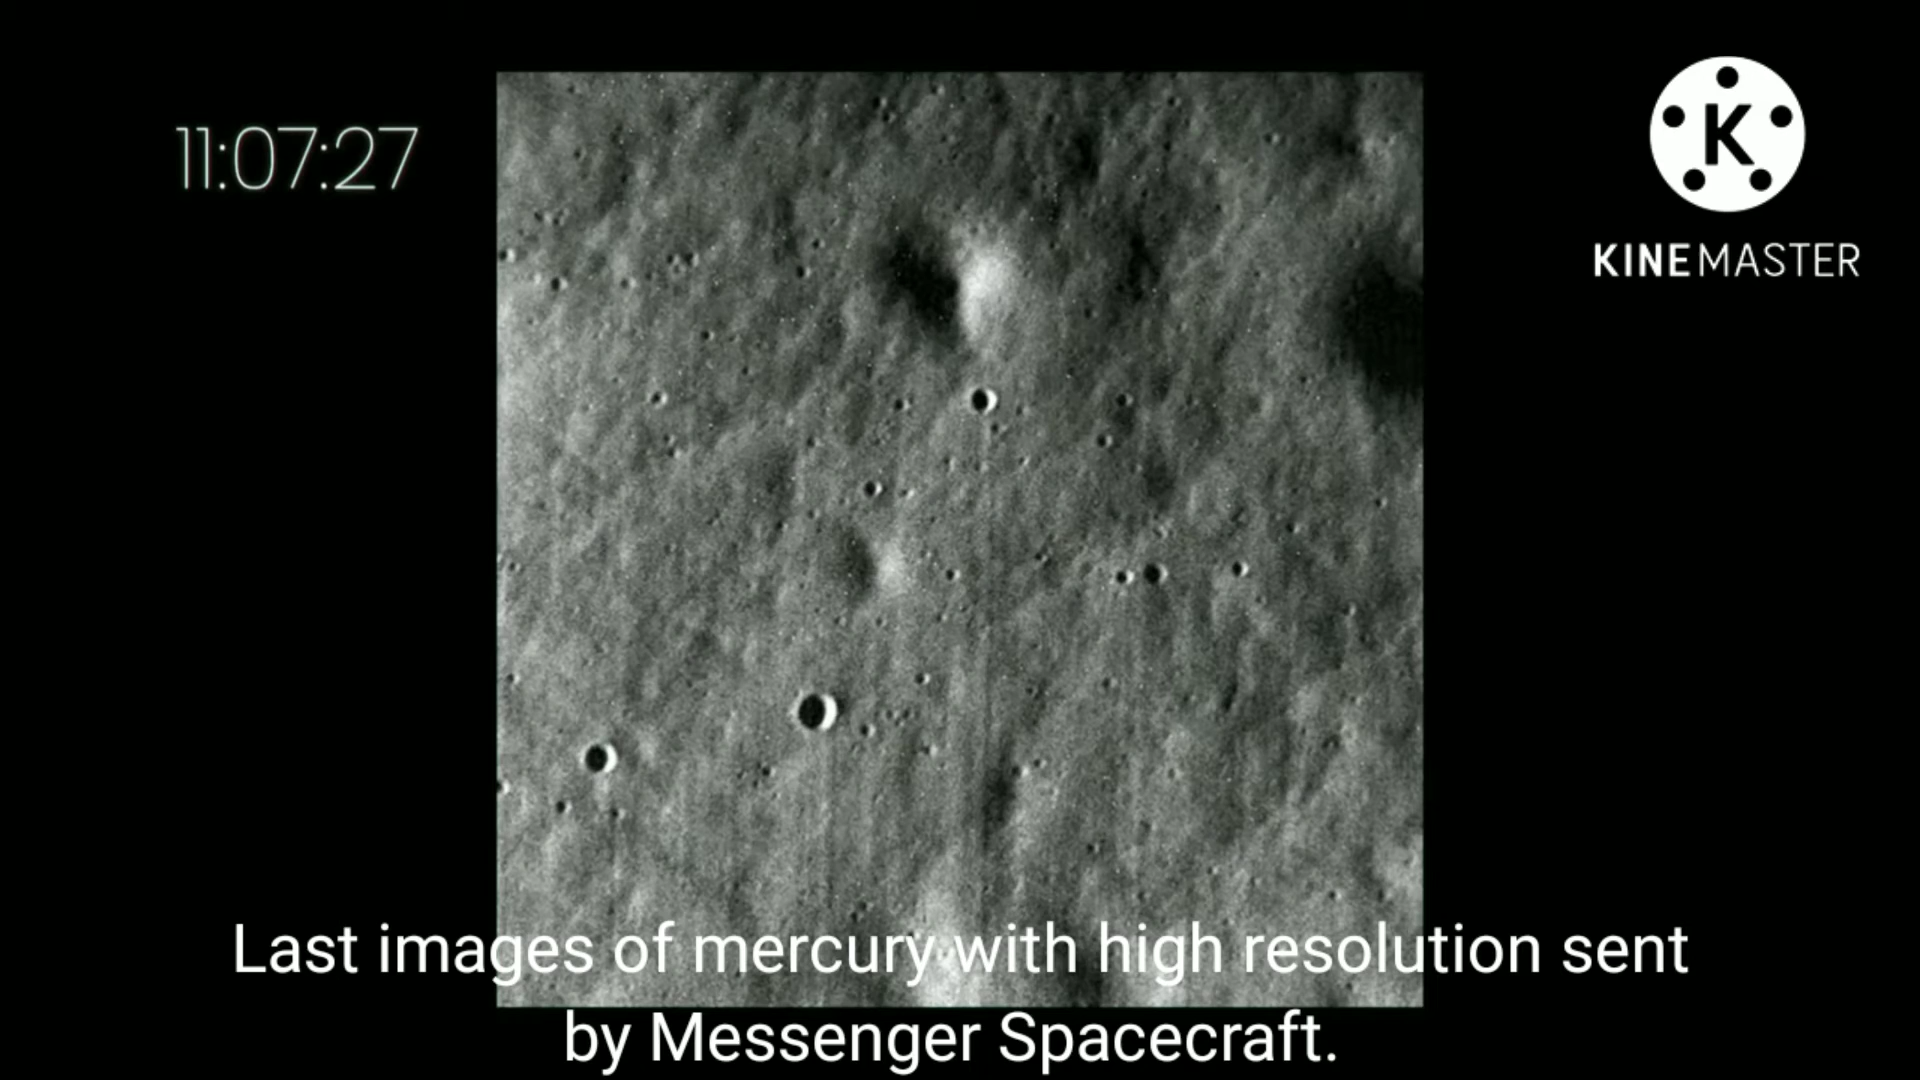 11:07:27
K
KINEMASTER
Last images of mercury with high resolution sent
by Messenger Spacecraft.